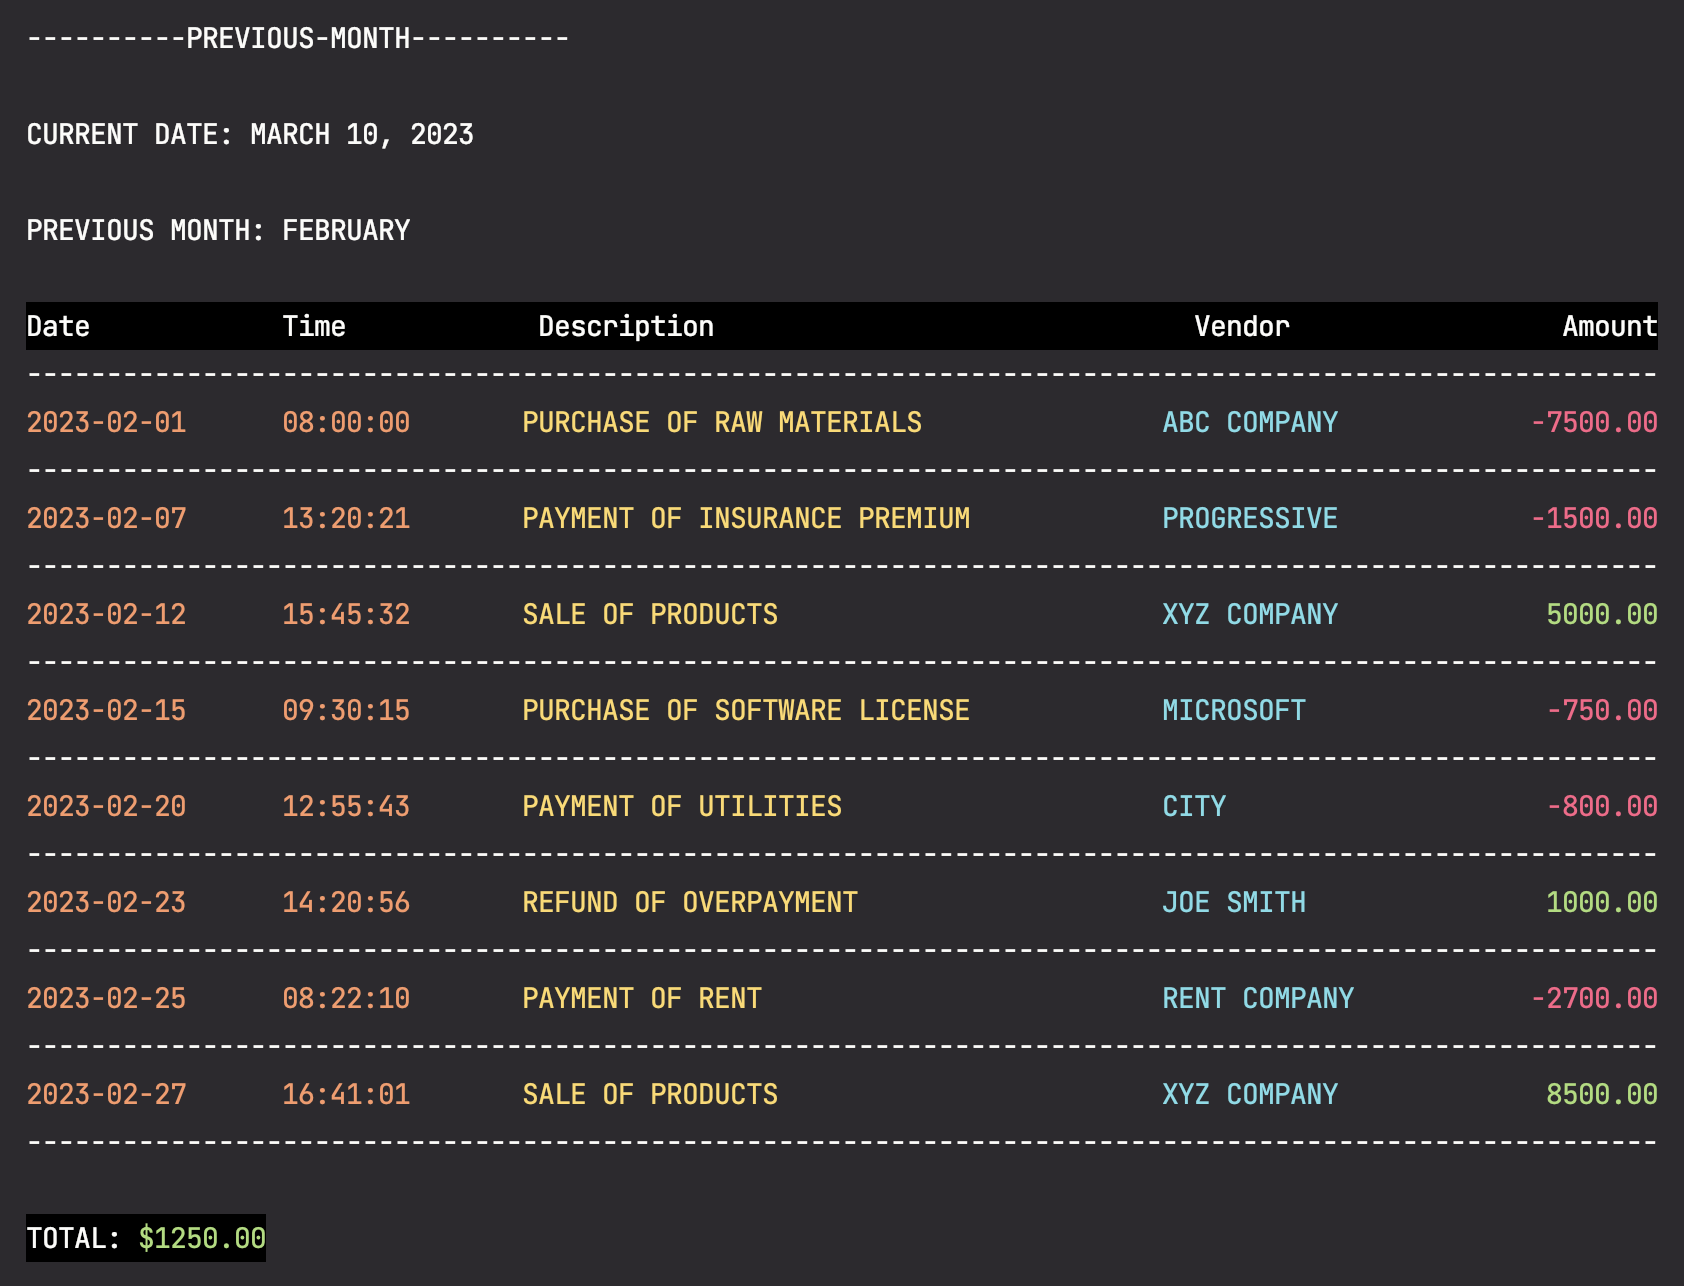 ----------PREVIOUS-MONTH----------
CURRENT DATE: MARCH 10, 2023
PREVIOUS MONTH: FEBRUARY
Date            Time            Description                              Vendor                 Amount
------------------------------------------------------------------------------------------------------
2023-02-01      08:00:00       PURCHASE OF RAW MATERIALS               ABC COMPANY            -7500.00
------------------------------------------------------------------------------------------------------
2023-02-07      13:20:21       PAYMENT OF INSURANCE PREMIUM            PROGRESSIVE            -1500.00
------------------------------------------------------------------------------------------------------
2023-02-12      15:45:32       SALE OF PRODUCTS                        XYZ COMPANY             5000.00
------------------------------------------------------------------------------------------------------
2023-02-15      09:30:15       PURCHASE OF SOFTWARE LICENSE            MICROSOFT               -750.00
------------------------------------------------------------------------------------------------------
2023-02-20      12:55:43       PAYMENT OF UTILITIES                    CITY                    -800.00
------------------------------------------------------------------------------------------------------
2023-02-23      14:20:56       REFUND OF OVERPAYMENT                   JOE SMITH               1000.00
------------------------------------------------------------------------------------------------------
2023-02-25      08:22:10       PAYMENT OF RENT                         RENT COMPANY           -2700.00
------------------------------------------------------------------------------------------------------
2023-02-27      16:41:01       SALE OF PRODUCTS                        XYZ COMPANY             8500.00
------------------------------------------------------------------------------------------------------
TOTAL: $1250.00